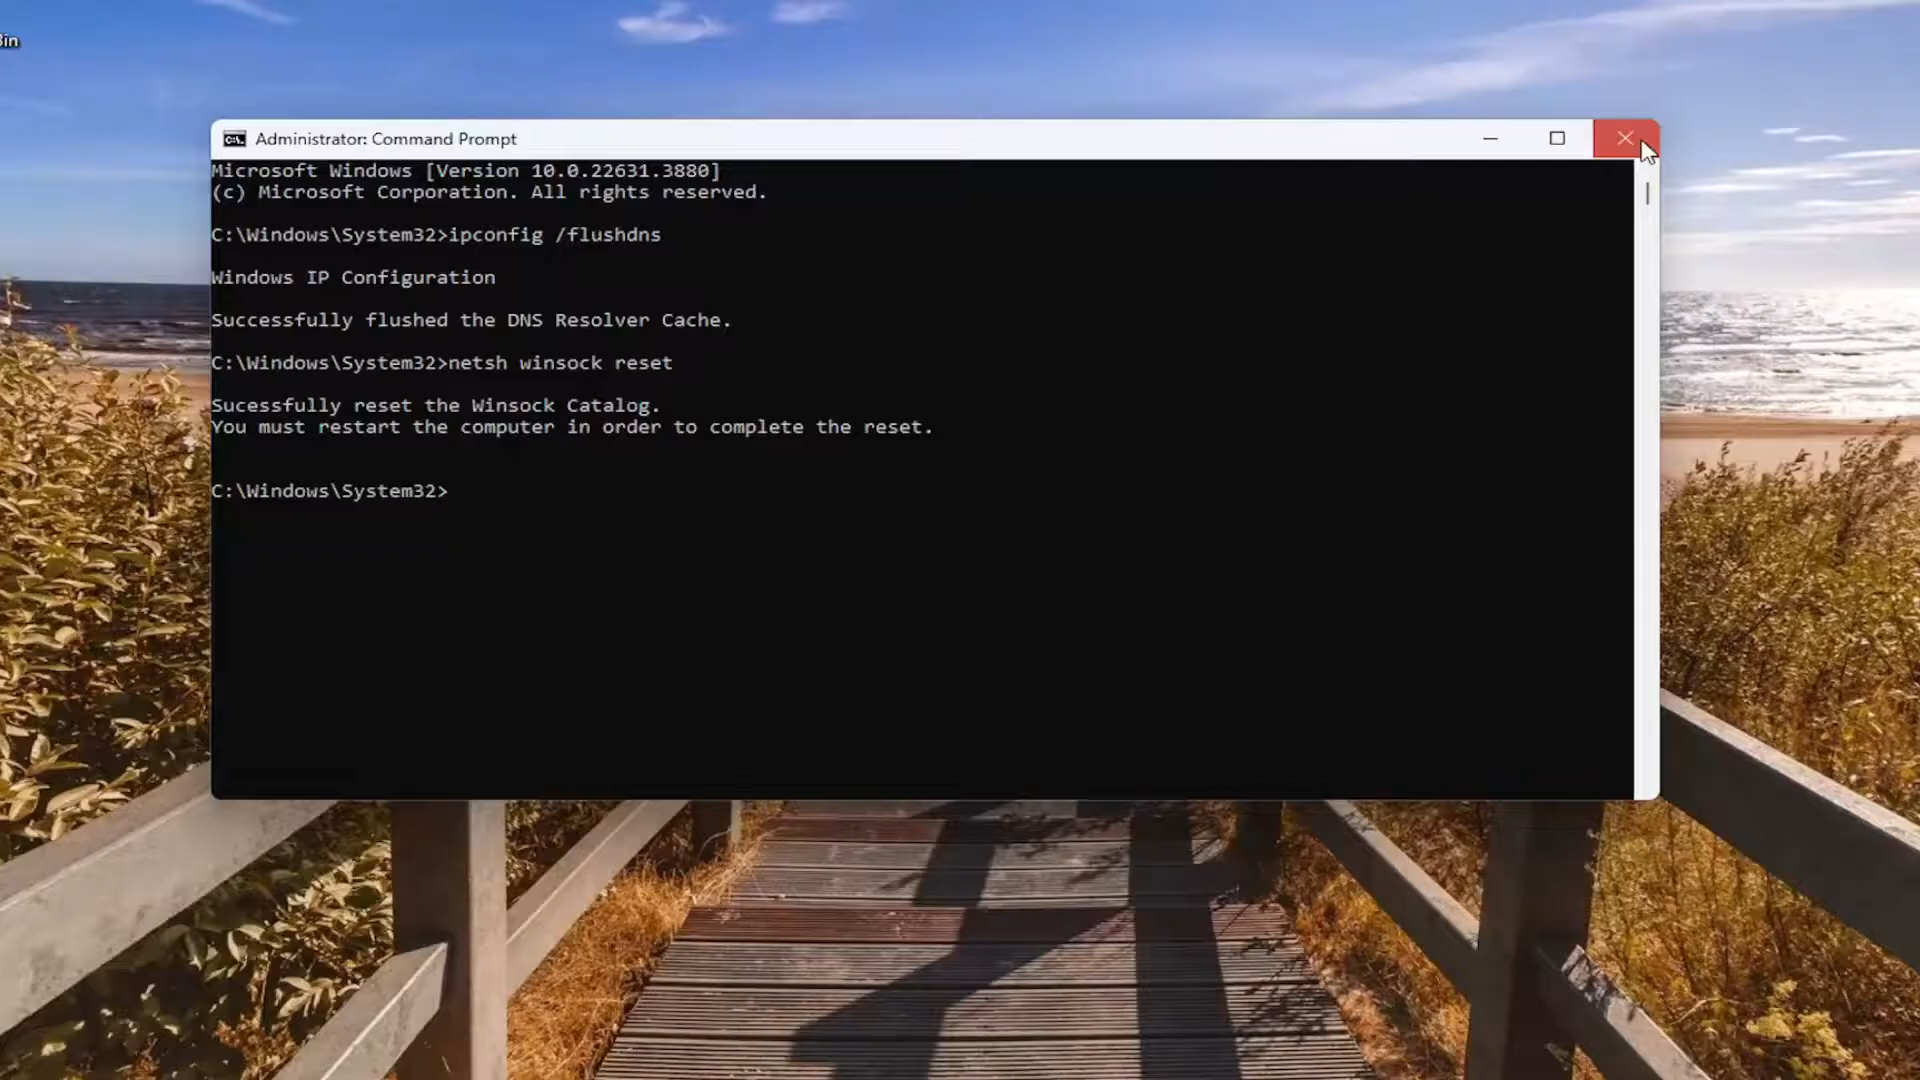 Bin
Administrator: Command Prompt
Microsoft Windows [Version 10.0.22631.3880]
(c) Microsoft Corporation. All rights reserved.
C:\Windows\System32>ipconfig /flushdns
Windows IP Configuration
Successfully flushed the DNS Resolver Cache.
C:\Windows\System32>netsh winsock reset
Sucessfully reset the Winsock Catalog.
You must restart the computer in order to complete the reset.
C:\Windows\System32>